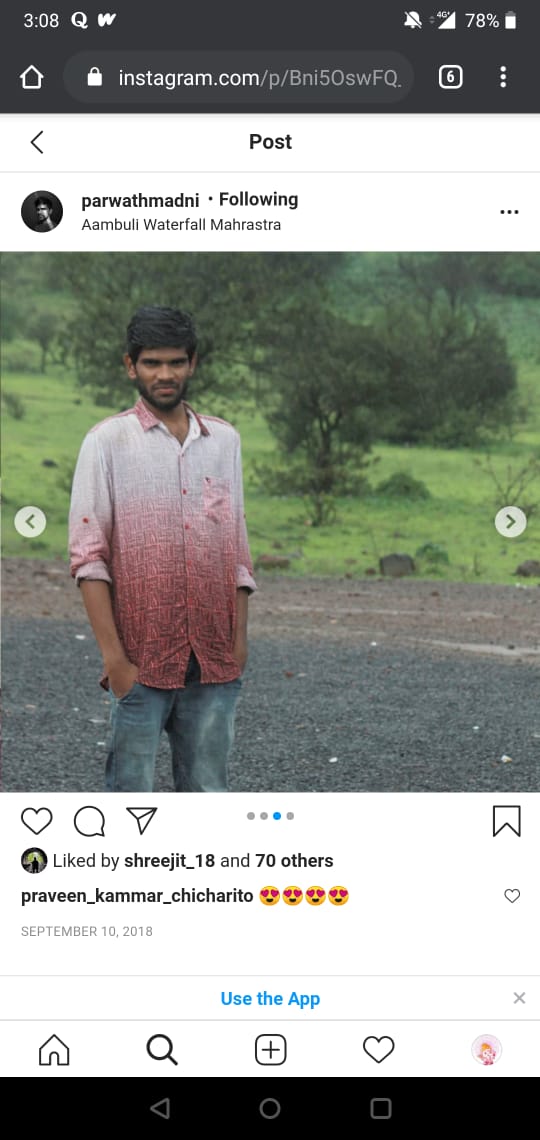 3:08
4G 78%
instagram.com/p/Bni5OswFQ_
6
Post
parwathmadni • Following
Aambuli Waterfall Mahrastra
Liked by shreejit_18 and 70 others
praveen_kammar_chicharito 😍😍😍😍
SEPTEMBER 10, 2018
Use the App